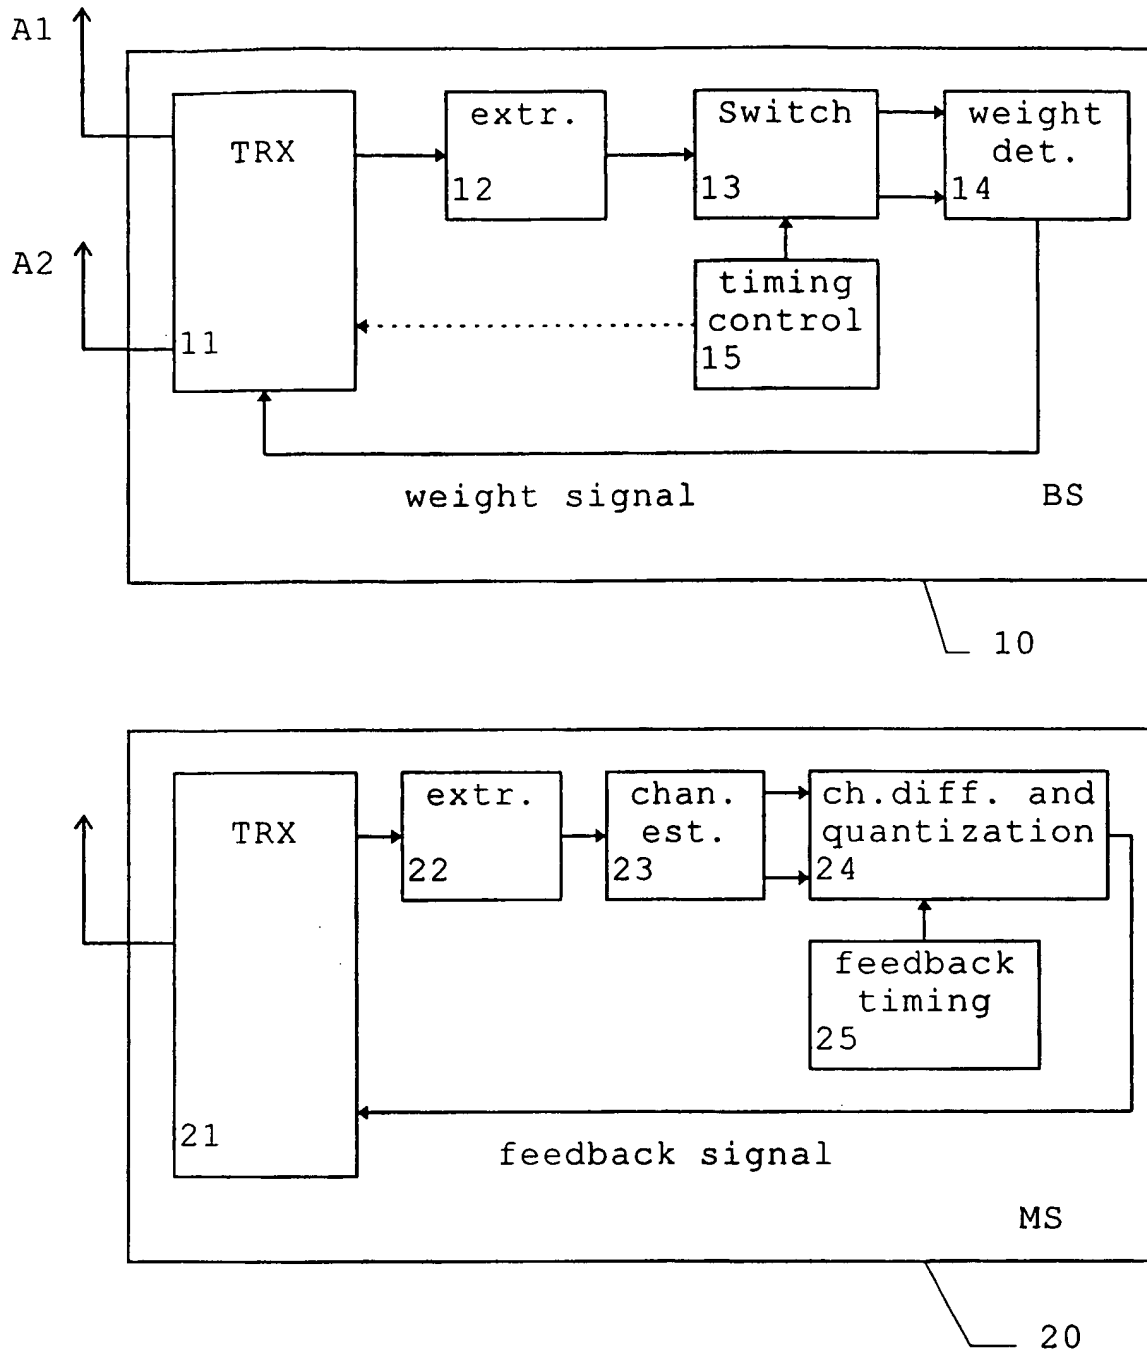 A1
TRX
11
extr.
12
Switch
13
weight
det.
14
A2
timing
control
15
weight signal
BS
10
TRX
21
extr.
22
chan.
est.
23
ch.diff. and
quantization
24
feedback
timing
25
feedback signal
MS
20